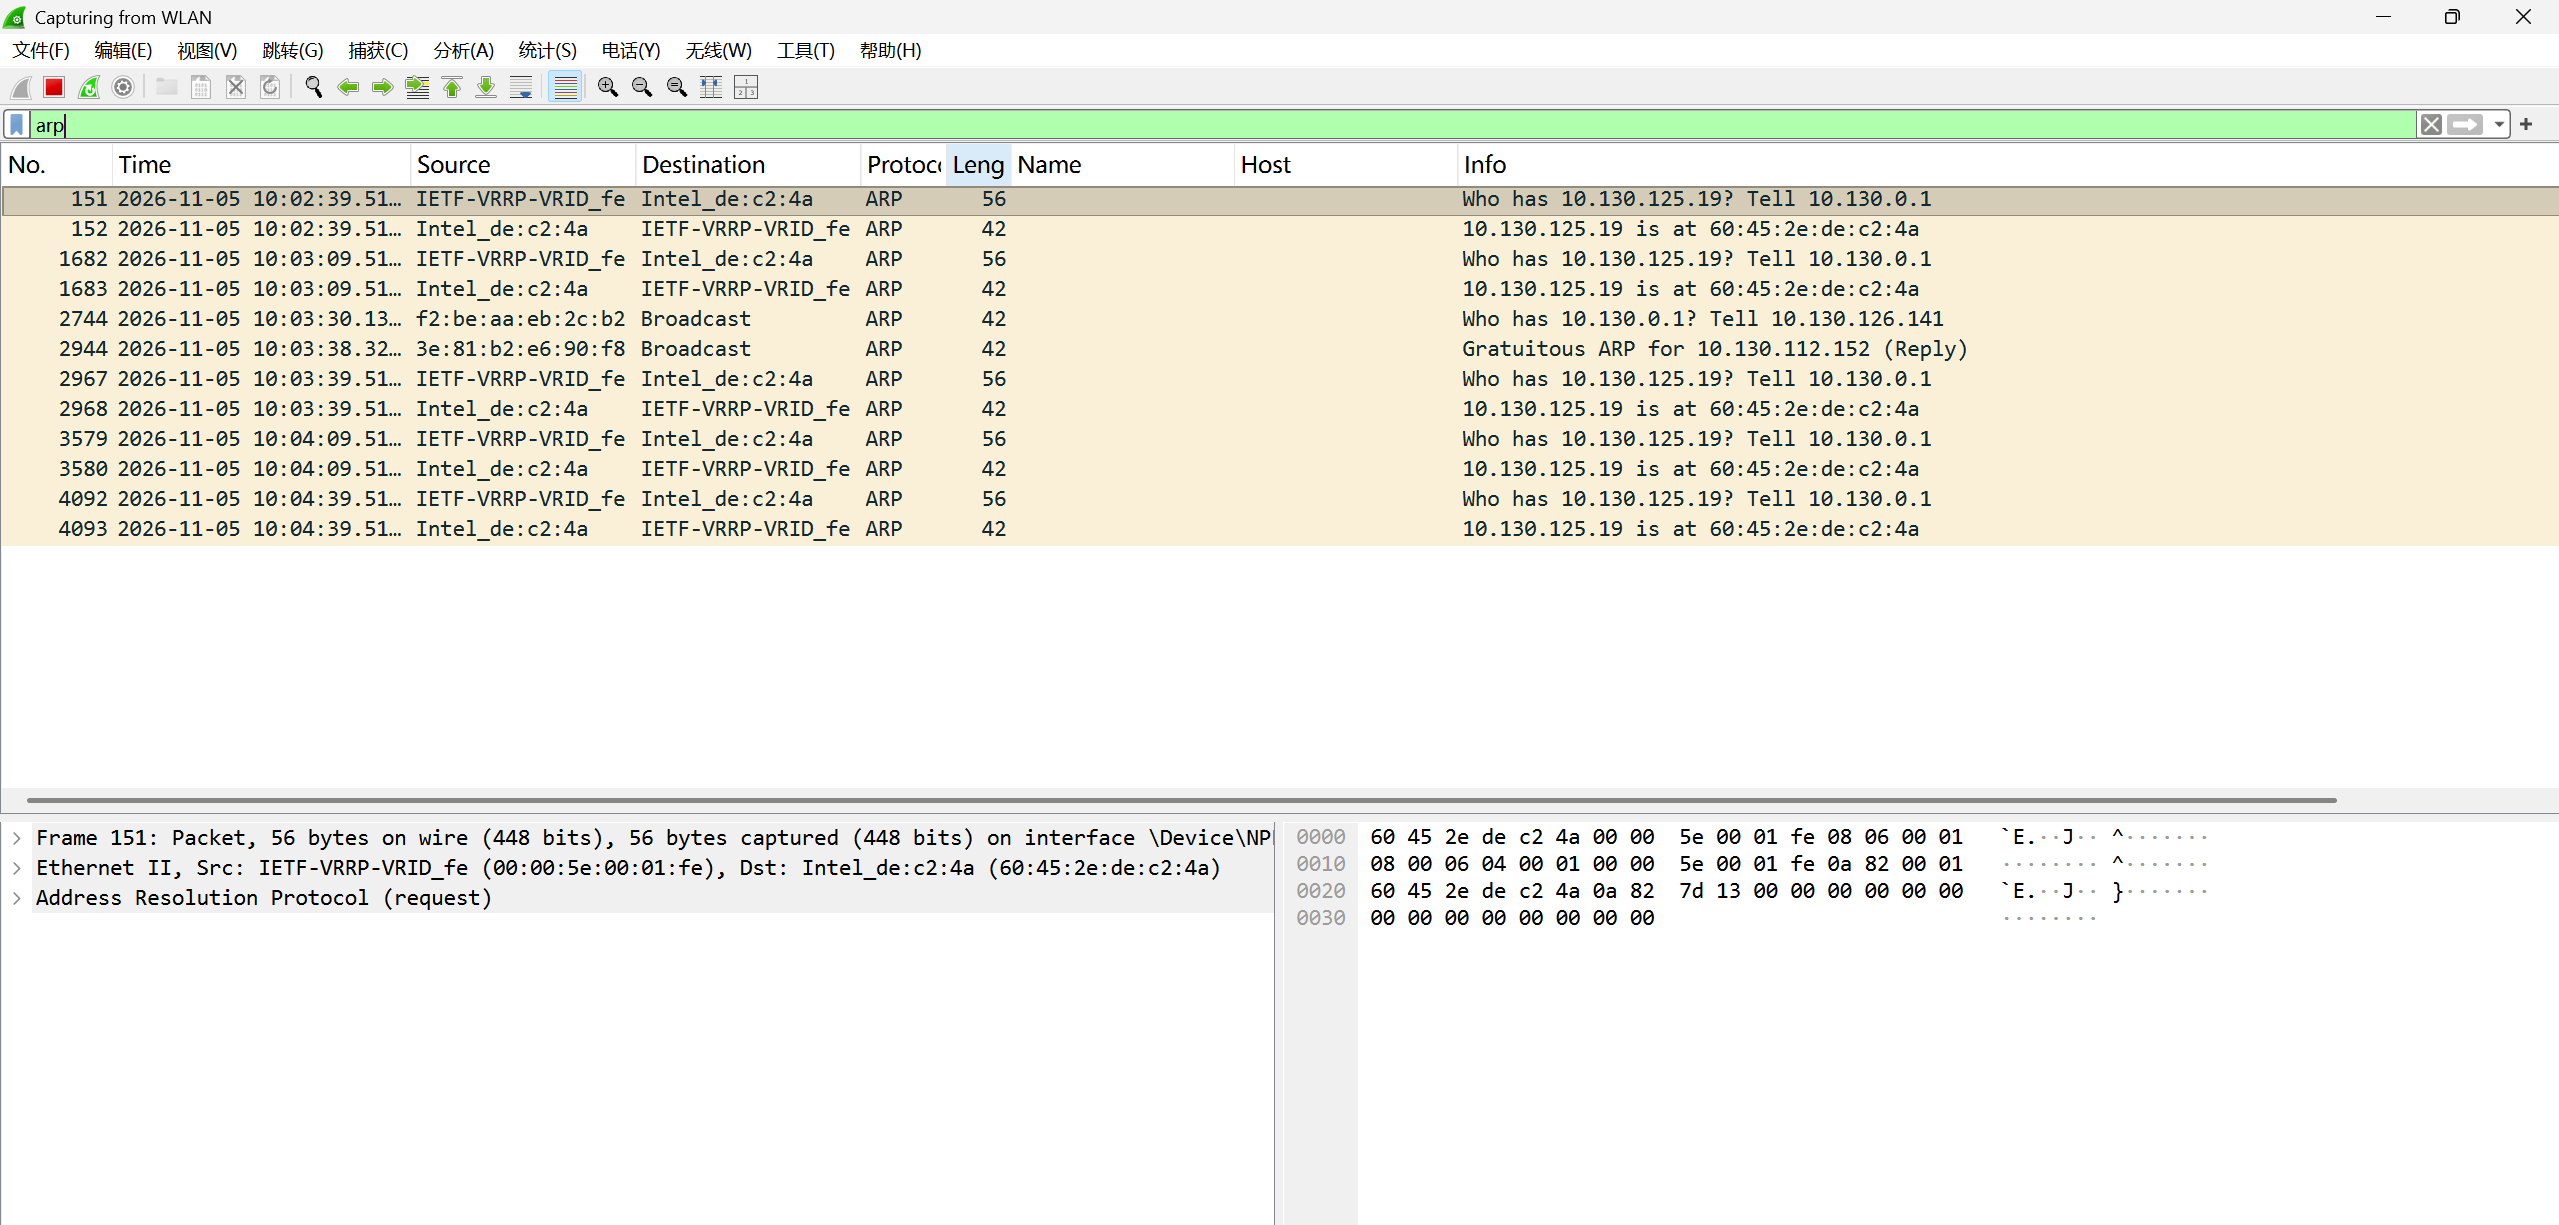 Capturing from WLAN
文件(F) 编辑(E) 视图(V) 跳转(G) 捕获(C) 分析(A) 统计(S) 电话(Y) 无线(W) 工具(T) 帮助(H)
arp
No. Time Source Destination Protoc Leng Name Host Info
151 2026-11-05 10:02:39.51… IETF-VRRP-VRID_fe Intel_de:c2:4a ARP 56 Who has 10.130.125.19? Tell 10.130.0.1
152 2026-11-05 10:02:39.51… Intel_de:c2:4a IETF-VRRP-VRID_fe ARP 42 10.130.125.19 is at 60:45:2e:de:c2:4a
1682 2026-11-05 10:03:09.51… IETF-VRRP-VRID_fe Intel_de:c2:4a ARP 56 Who has 10.130.125.19? Tell 10.130.0.1
1683 2026-11-05 10:03:09.51… Intel_de:c2:4a IETF-VRRP-VRID_fe ARP 42 10.130.125.19 is at 60:45:2e:de:c2:4a
2744 2026-11-05 10:03:30.13… f2:be:aa:eb:2c:b2 Broadcast ARP 42 Who has 10.130.0.1? Tell 10.130.126.141
2944 2026-11-05 10:03:38.32… 3e:81:b2:e6:90:f8 Broadcast ARP 42 Gratuitous ARP for 10.130.112.152 (Reply)
2967 2026-11-05 10:03:39.51… IETF-VRRP-VRID_fe Intel_de:c2:4a ARP 56 Who has 10.130.125.19? Tell 10.130.0.1
2968 2026-11-05 10:03:39.51… Intel_de:c2:4a IETF-VRRP-VRID_fe ARP 42 10.130.125.19 is at 60:45:2e:de:c2:4a
3579 2026-11-05 10:04:09.51… IETF-VRRP-VRID_fe Intel_de:c2:4a ARP 56 Who has 10.130.125.19? Tell 10.130.0.1
3580 2026-11-05 10:04:09.51… Intel_de:c2:4a IETF-VRRP-VRID_fe ARP 42 10.130.125.19 is at 60:45:2e:de:c2:4a
4092 2026-11-05 10:04:39.51… IETF-VRRP-VRID_fe Intel_de:c2:4a ARP 56 Who has 10.130.125.19? Tell 10.130.0.1
4093 2026-11-05 10:04:39.51… Intel_de:c2:4a IETF-VRRP-VRID_fe ARP 42 10.130.125.19 is at 60:45:2e:de:c2:4a
Frame 151: Packet, 56 bytes on wire (448 bits), 56 bytes captured (448 bits) on interface \Device\NP
Ethernet II, Src: IETF-VRRP-VRID_fe (00:00:5e:00:01:fe), Dst: Intel_de:c2:4a (60:45:2e:de:c2:4a)
Address Resolution Protocol (request)
0000 60 45 2e de c2 4a 00 00 5e 00 01 fe 08 06 00 01 `E.··J·· ^·······
0010 08 00 06 04 00 01 00 00 5e 00 01 fe 0a 82 00 01 ········ ^·······
0020 60 45 2e de c2 4a 0a 82 7d 13 00 00 00 00 00 00 `E.··J·· }·······
0030 00 00 00 00 00 00 00 00 ········